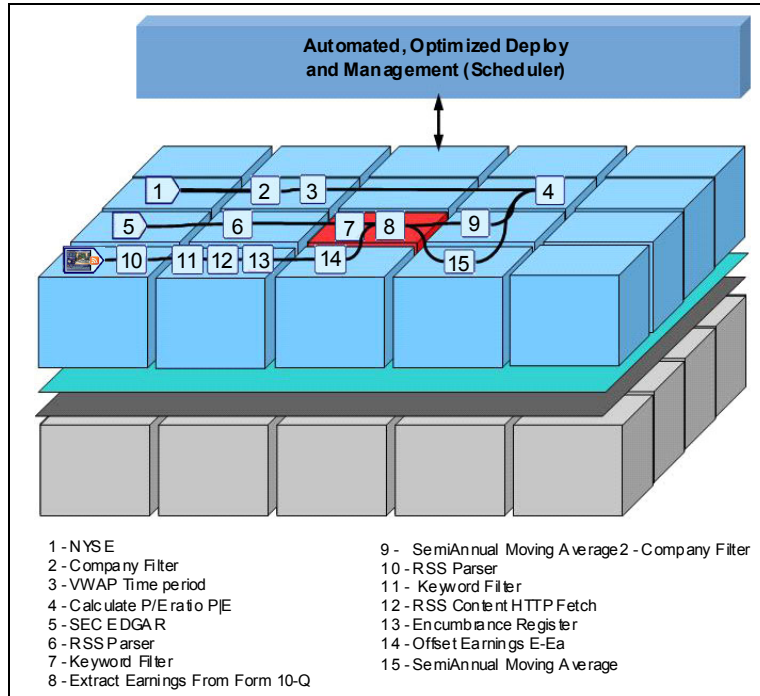 Automated, Optimized Deploy
and Management (Scheduler)
1
2
3
4
5
6
7
8
9
10
11
12
13
14
15
1 - NYSE
2 - Company Filter
3 - VWAP Time period
4 - Calculate P/E ratio P|E
5 - SEC EDGAR
6 - RSS Parser
7 - Keyword Filter
8 - Extract Earnings From Form 10-Q
9 - SemiAnnual Moving Average2 - Company Filter
10 - RSS Parser
11 - Keyword Filter
12 - RSS Content HTTP Fetch
13 - Encumbrance Register
14 - Offset Earnings E-Ea
15 - SemiAnnual Moving Average